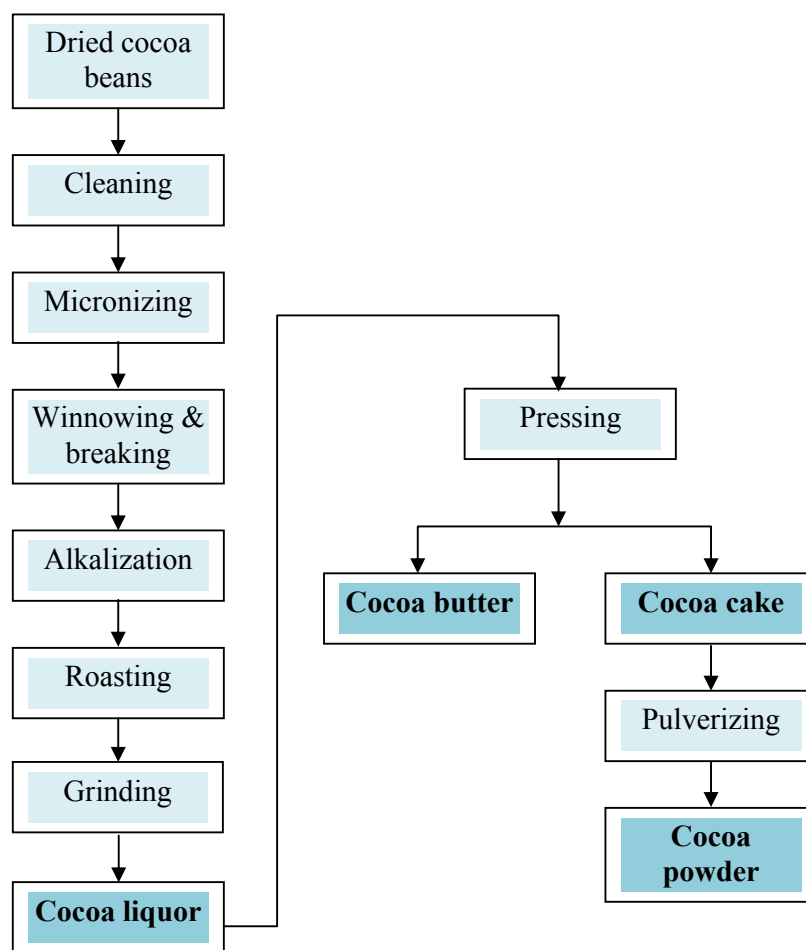 Dried cocoa
beans
Cleaning
Micronizing
Winnowing &
breaking
Alkalization
Roasting
Grinding
Cocoa liquor
Pressing
Cocoa butter
Cocoa cake
Pulverizing
Cocoa
powder